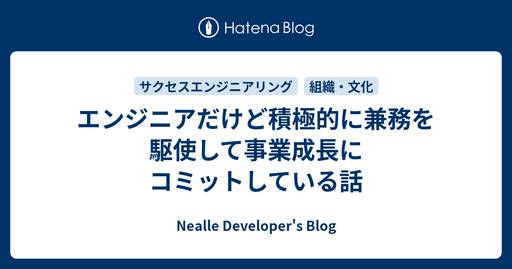 Hatena Blog
サクセスエンジニアリング 組織・文化
エンジニアだけど積極的に兼務を
駆使して事業成長に
コミットしている話
Nealle Developer's Blog